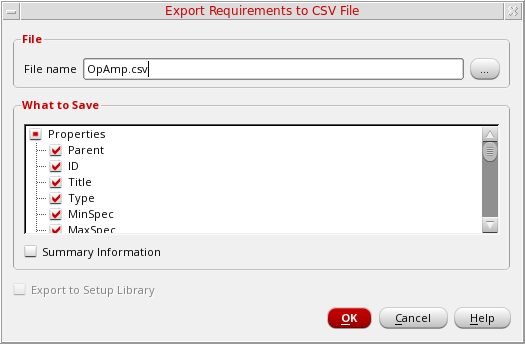 Export Requirements to CSV File
File
File name OpAmp.csv ...
What to Save
Properties
Parent
ID
Title
Type
MinSpec
MaxSpec
Summary Information
Export to Setup Library
OK Cancel Help